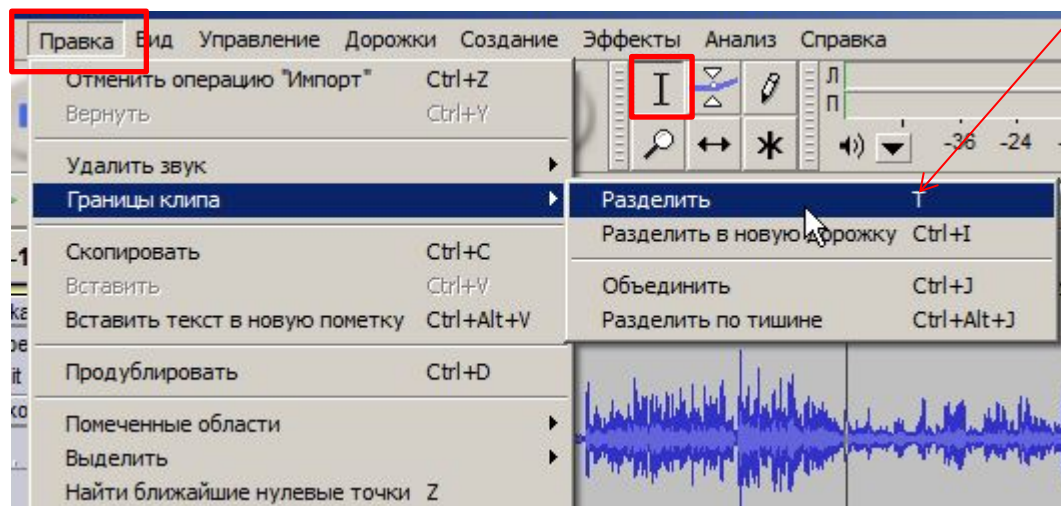 Правка Вид Управление Дорожки Создание Эффекты Анализ Справка
Отменить операцию "Импорт" Ctrl+Z
Вернуть Ctrl+Y
Удалить звук
Границы клипа
Скопировать Ctrl+C
Вставить Ctrl+V
Вставить текст в новую пометку Ctrl+Alt+V
Продублировать Ctrl+D
Помеченные области
Выделить
Найти ближайшие нулевые точки Z
Л
П
-36 -24
Разделить T
Разделить в новую дорожку Ctrl+I
Объединить Ctrl+J
Разделить по тишине Ctrl+Alt+J